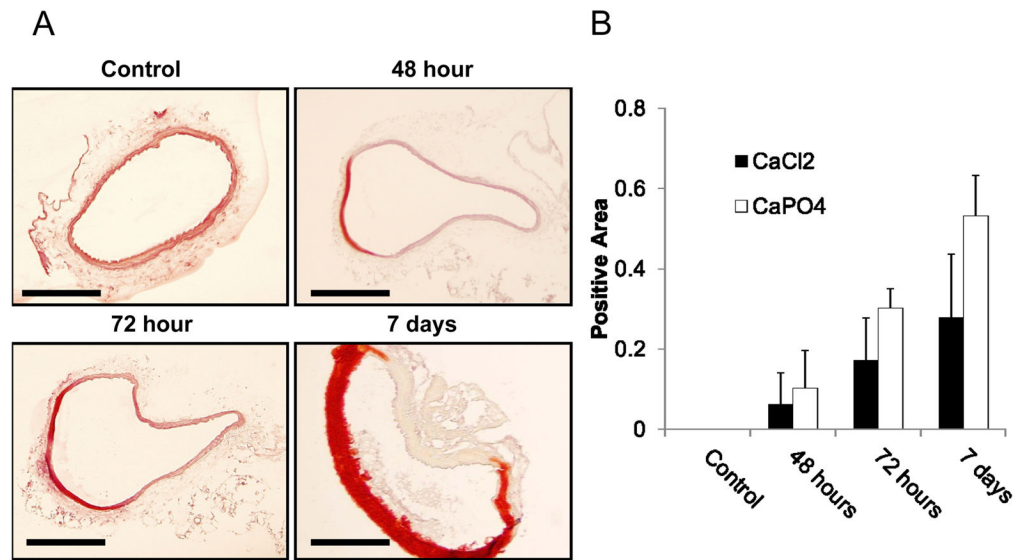 A
Control
48 hour
72 hour
7 days
B
0.8
0.6
0.4
0.2
0
Positive Area
CaCl2
CaPO4
Control
48 hours
72 hours
7 days